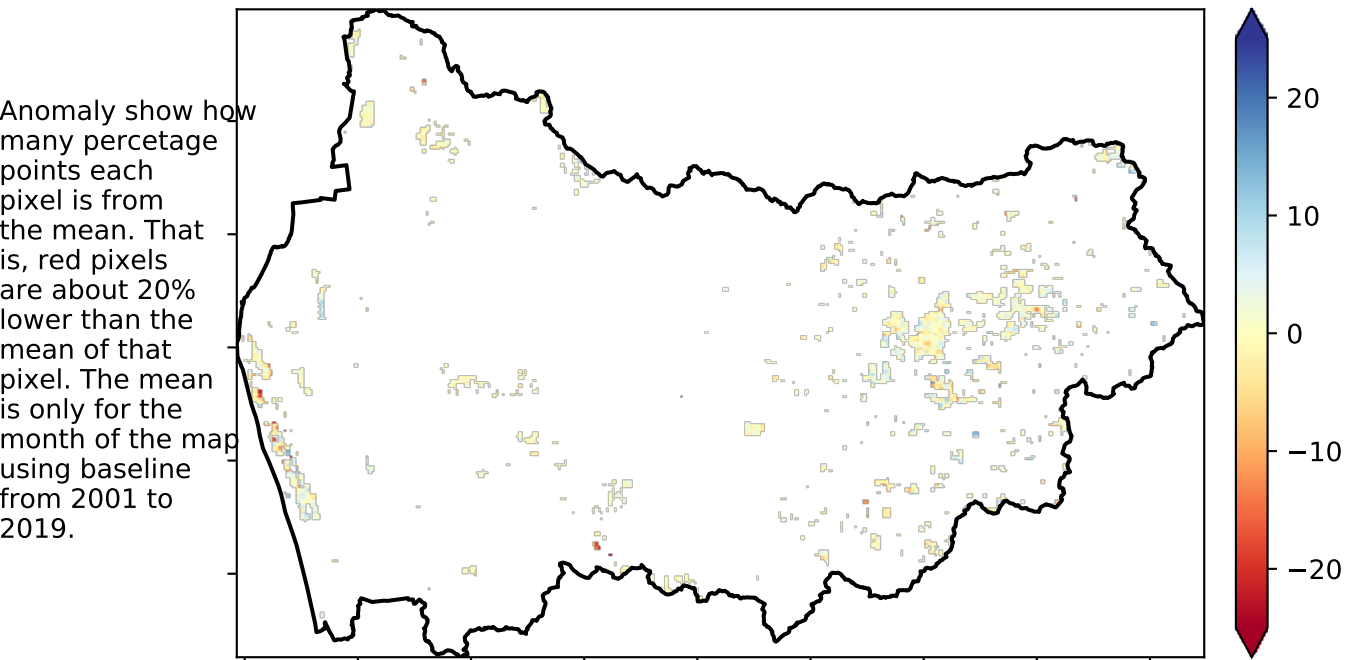 Anomaly show how
many percetage
points each
pixel is from
the mean. That
is, red pixels
are about 20%
lower than the
mean of that
pixel. The mean
is only for the
month of the map
using baseline
from 2001 to
2019.
20
10
0
−10
−20